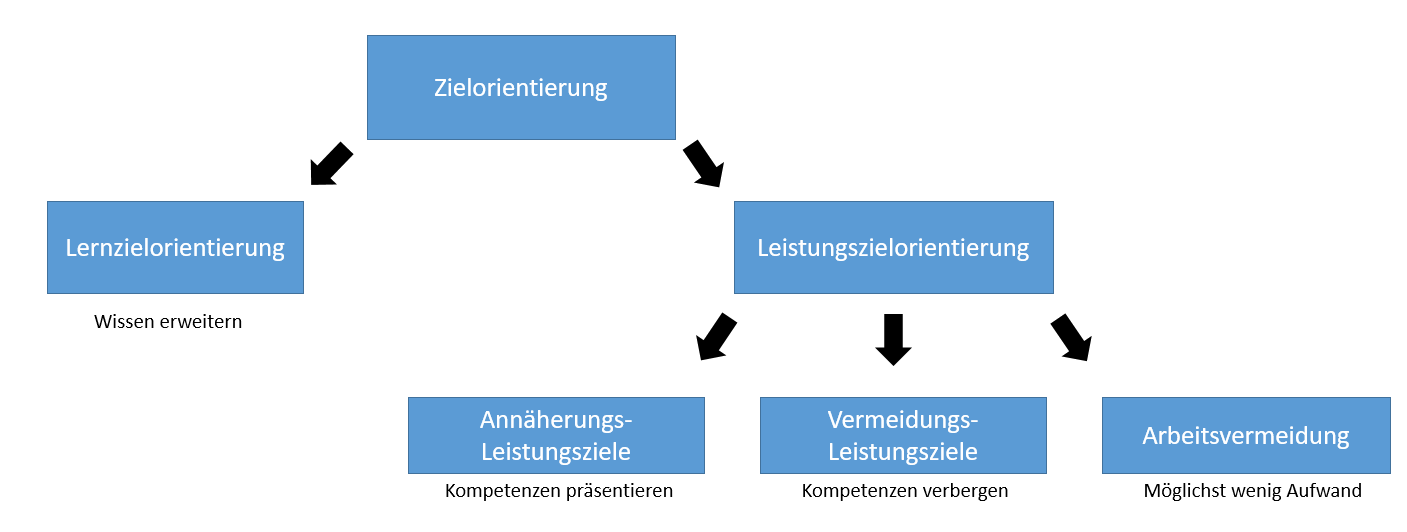 Zielorientierung
Lernzielorientierung
Wissen erweitern
Leistungszielorientierung
Annäherungs-
Leistungsziele
Kompetenzen präsentieren
Vermeidungs-
Leistungsziele
Kompetenzen verbergen
Arbeitsvermeidung
Möglichst wenig Aufwand